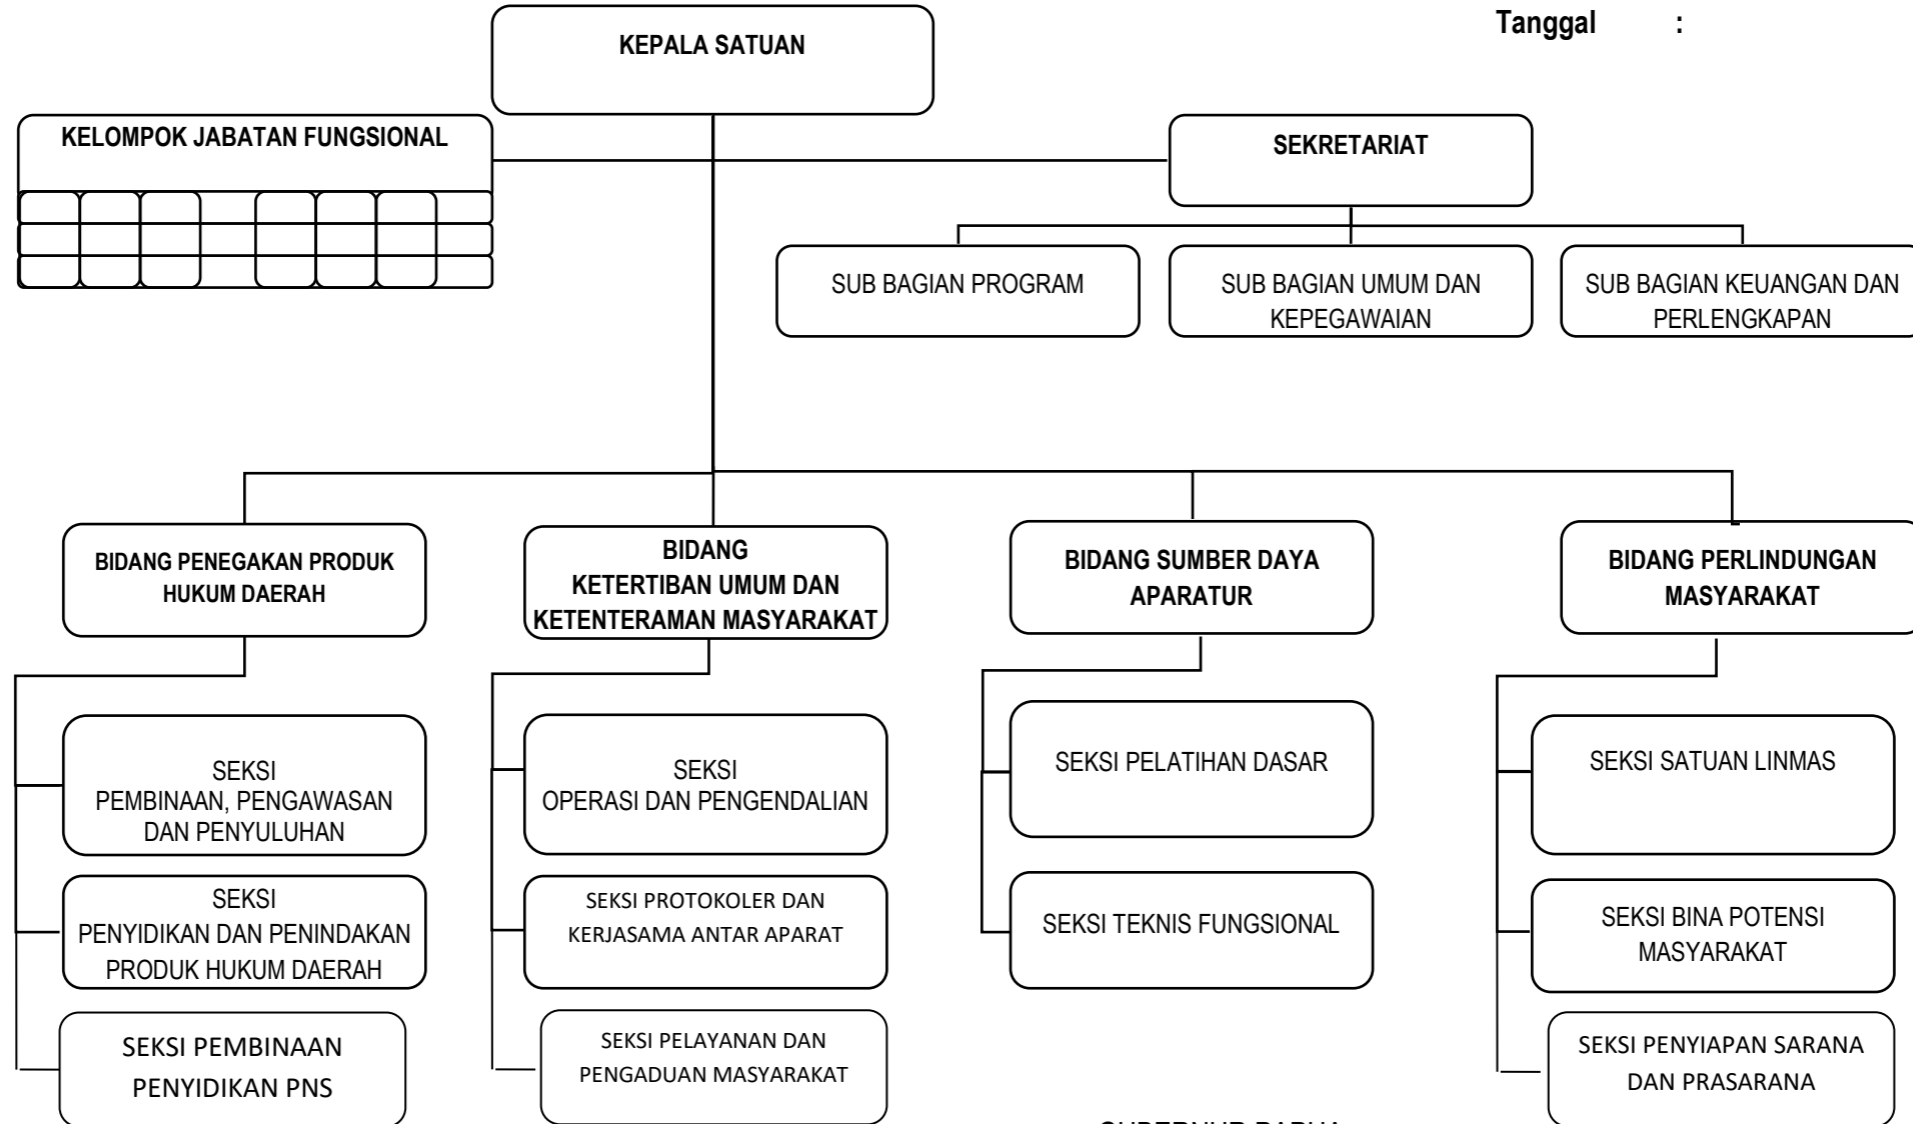 Tanggal :
KEPALA SATUAN
KELOMPOK JABATAN FUNGSIONAL
SEKRETARIAT
SUB BAGIAN PROGRAM
SUB BAGIAN UMUM DAN
KEPEGAWAIAN
SUB BAGIAN KEUANGAN DAN
PERLENGKAPAN
BIDANG PENEGAKAN PRODUK
HUKUM DAERAH
BIDANG
KETERTIBAN UMUM DAN
KETENTERAMAN MASYARAKAT
BIDANG SUMBER DAYA
APARATUR
BIDANG PERLINDUNGAN
MASYARAKAT
SEKSI
PEMBINAAN, PENGAWASAN
DAN PENYULUHAN
SEKSI
OPERASI DAN PENGENDALIAN
SEKSI PELATIHAN DASAR
SEKSI SATUAN LINMAS
SEKSI
PENYIDIKAN DAN PENINDAKAN
PRODUK HUKUM DAERAH
SEKSI PROTOKOLER DAN
KERJASAMA ANTAR APARAT
SEKSI TEKNIS FUNGSIONAL
SEKSI BINA POTENSI
MASYARAKAT
SEKSI PEMBINAAN
PENYIDIKAN PNS
SEKSI PELAYANAN DAN
PENGADUAN MASYARAKAT
SEKSI PENYIAPAN SARANA
DAN PRASARANA
GUBERNUR PAPUA